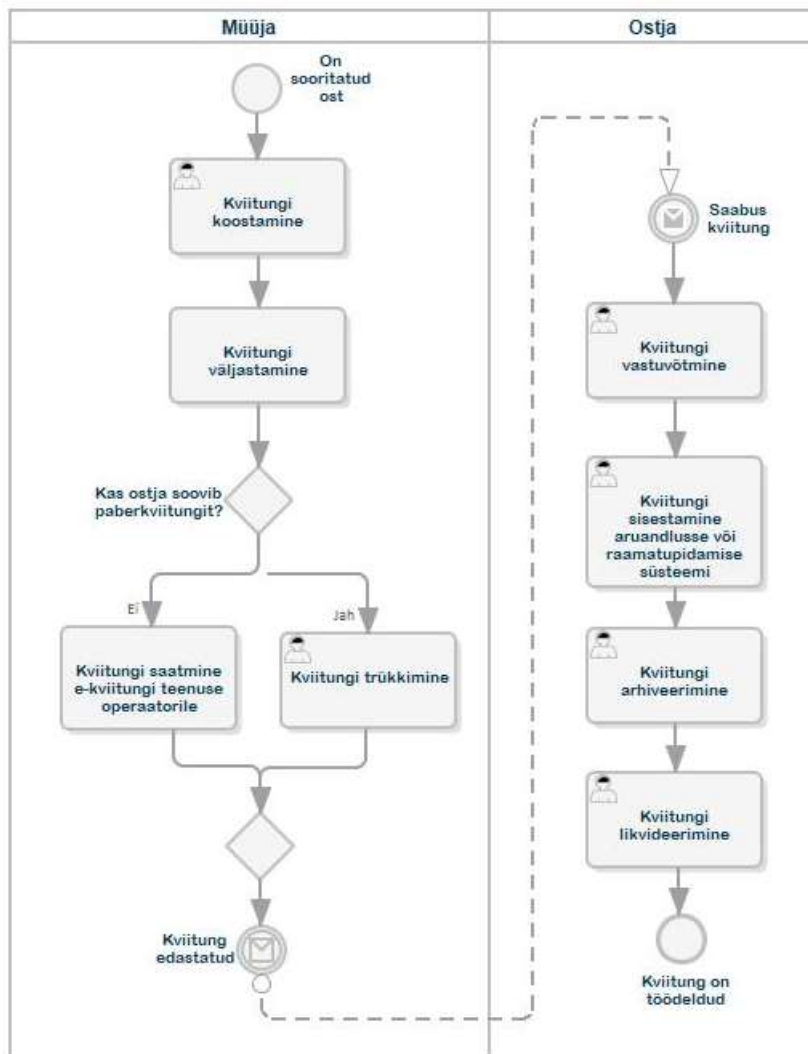 Müüja
Ostja
On
sooritatud
ost
Kviitungi
koostamine
Kviitungi
väljastamine
Kas ostja soovib
paberkviitungit?
Ei
Jah
Kviitungi saatmine
e-kviitungi teenuse
operaatorile
Kviitungi trükkimine
Kviitung
edastatud
Saabus
kviitung
Kviitungi
vastuvõtmine
Kviitungi
sisestamine
aruandlusse või
raamatupidamise
süsteemi
Kviitungi
arhiveerimine
Kviitungi
likvideerimine
Kviitung on
töödeldud